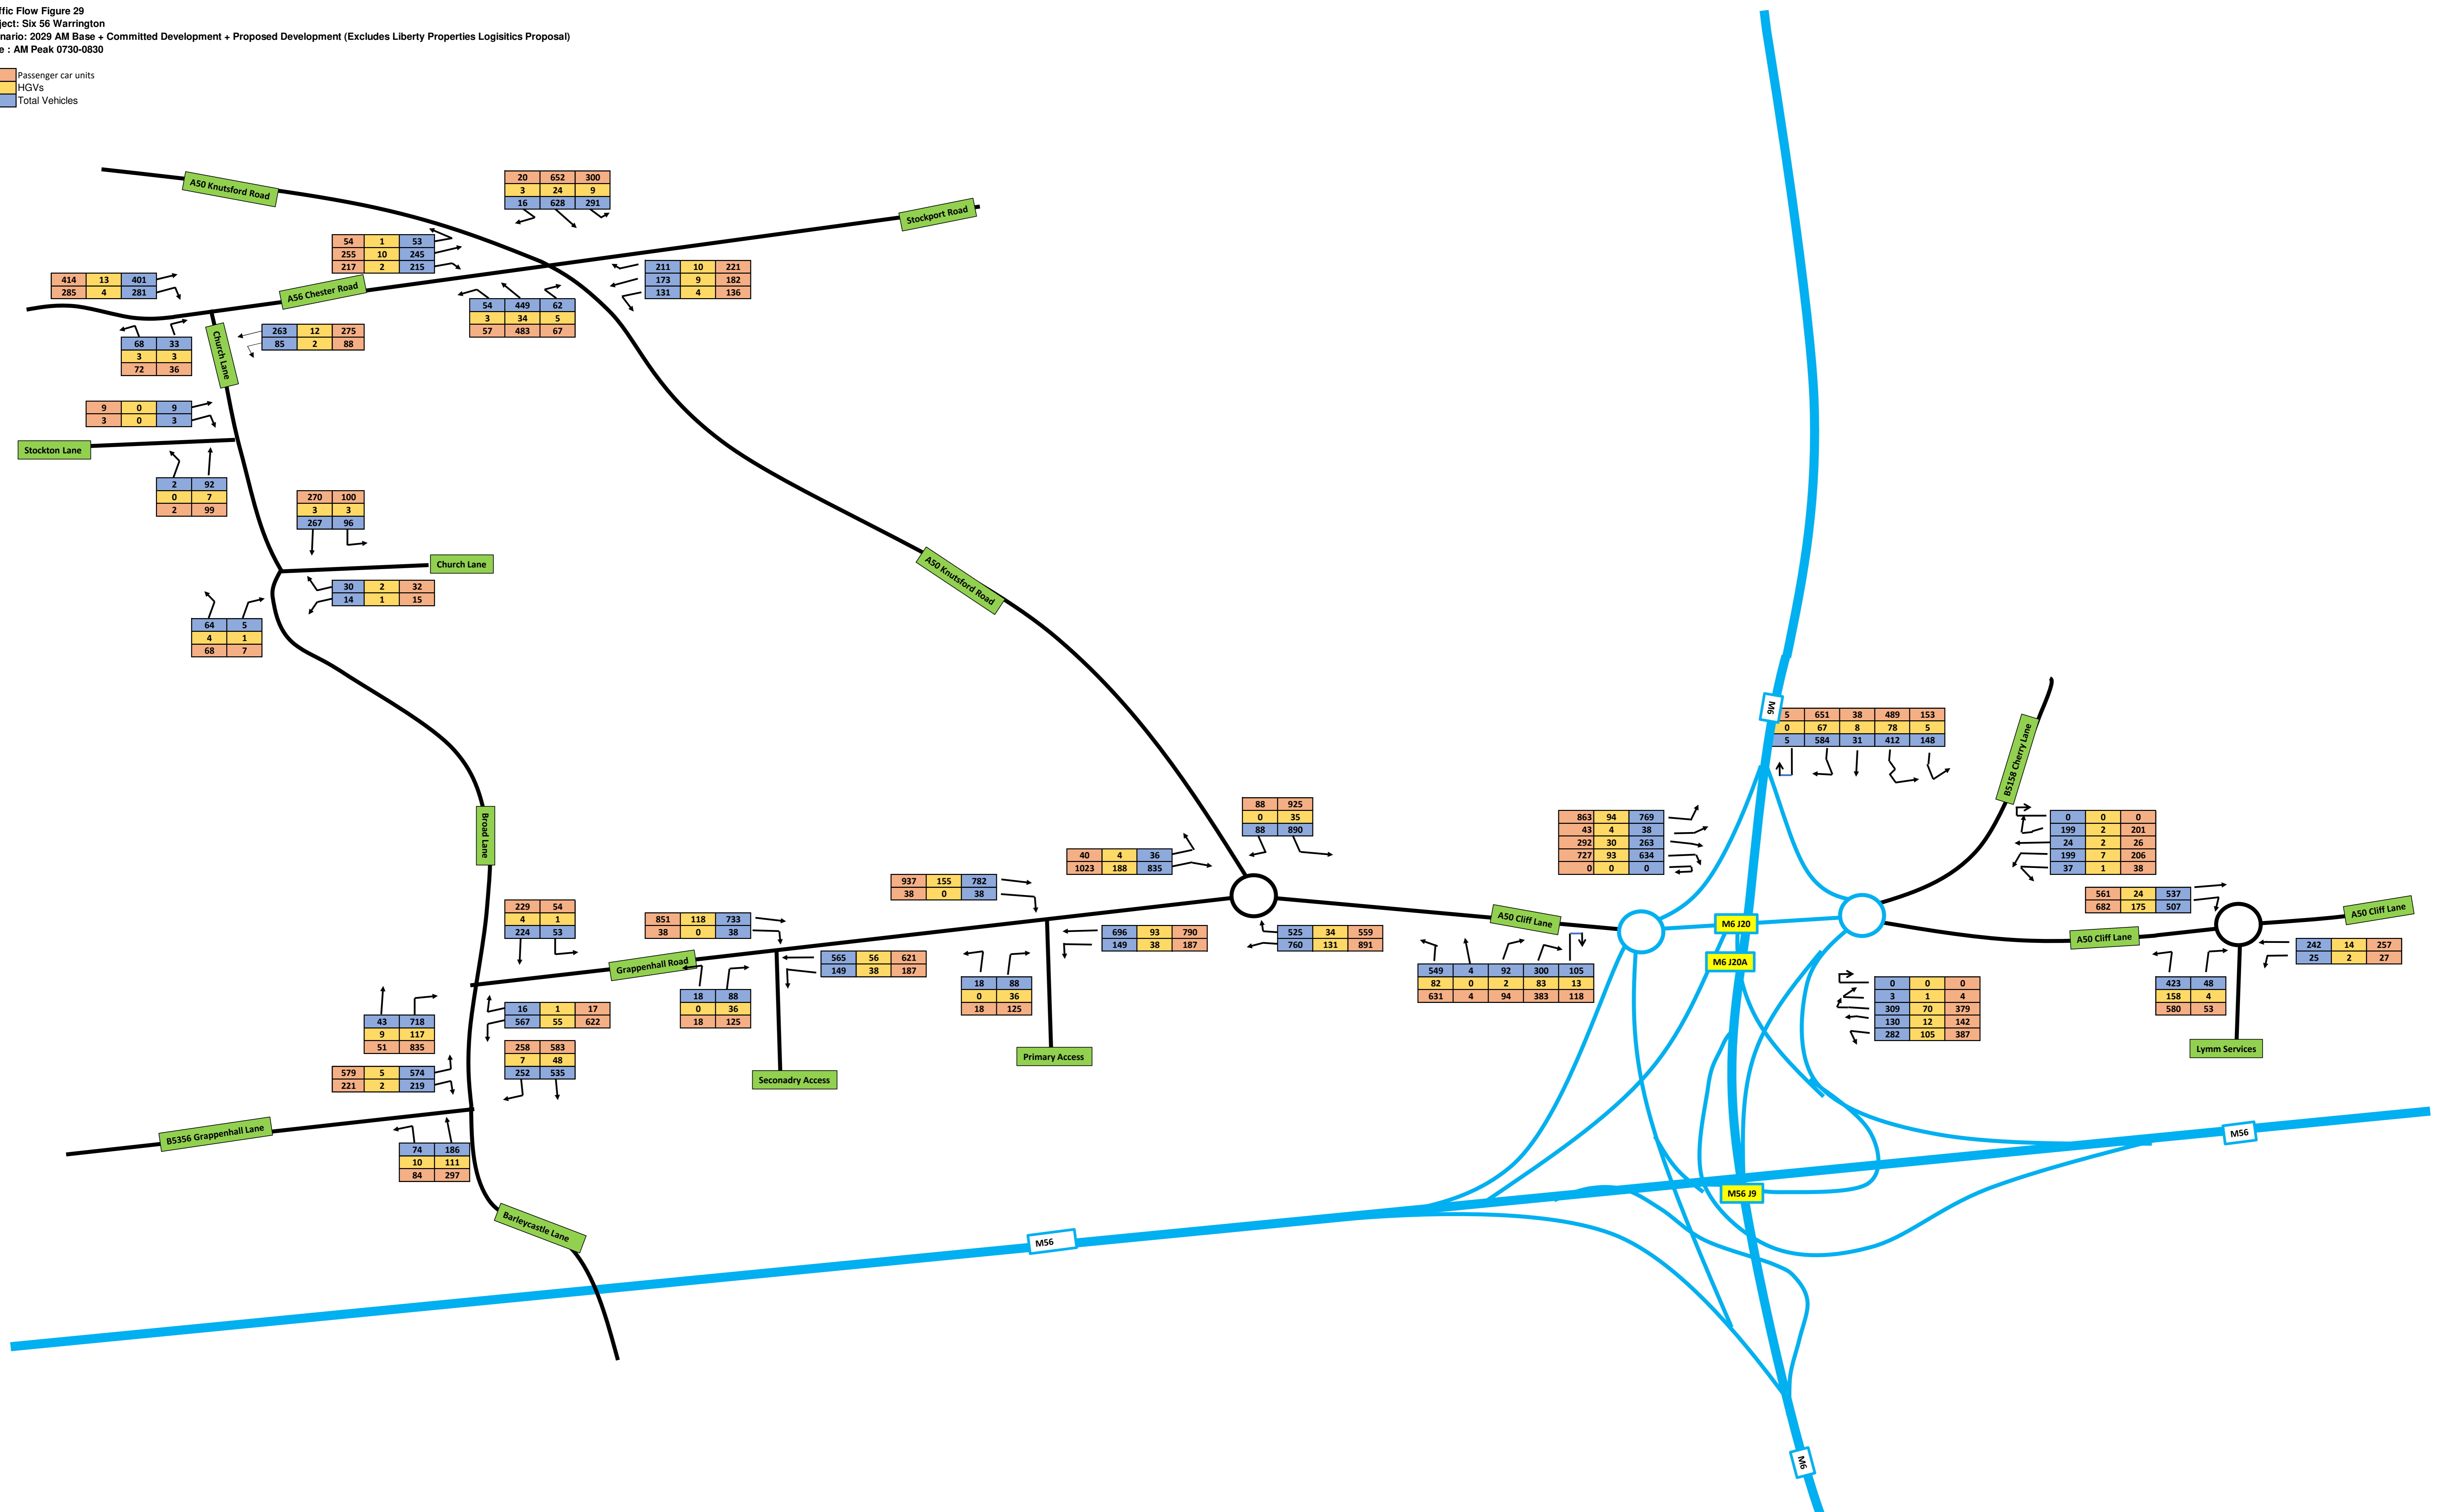 ffic Flow Figure 29
ject: Six 56 Warrington
nario: 2029 AM Base + Committed Development + Proposed Development (Excludes Liberty Properties Logisitics Proposal)
e : AM Peak 0730-0830
Passenger car units
HGVs
Total Vehicles
A50 Knutsford Road
20 652 300
3 24 9
16 628 291
Stockport Road
54 1 53
255 10 245
217 2 215
211 10 221
173 9 182
131 4 136
414 13 401
285 4 281
A56 Chester Road
54 449 62
3 34 5
57 483 67
Church Lane
263 12 275
85 2 88
68 33
3 3
72 36
9 0 9
3 0 3
Stockton Lane
2 92
0 7
2 99
270 100
3 3
267 96
Church Lane
30 2 32
14 1 15
64 5
4 1
68 7
A50 Knutsford Road
M6
5 651 38 489 153
0 67 8 78 5
5 584 31 412 148
B5158 Cherry Lane
Broad Lane
88 925
0 35
88 890
863 94 769
43 4 38
292 30 263
727 93 634
0 0 0
0 0 0
199 2 201
24 2 26
199 7 206
37 1 38
40 4 36
1023 188 835
937 155 782
38 0 38
561 24 537
682 175 507
229 54
4 1
224 53
851 118 733
38 0 38
A50 Cliff Lane
M6 J20
A50 Cliff Lane
A50 Cliff Lane
696 93 790
149 38 187
525 34 559
760 131 891
242 14 257
25 2 27
Grappenhall Road
565 56 621
149 38 187
M6 J20A
549 4 92 300 105
82 0 2 83 13
631 4 94 383 118
18 88
0 36
18 125
18 88
0 36
18 125
0 0 0
3 1 4
309 70 379
130 12 142
282 105 387
423 48
158 4
580 53
16 1 17
567 55 622
43 718
9 117
51 835
258 583
7 48
252 535
Primary Access
Lymm Services
579 5 574
221 2 219
Seconadry Access
B5356 Grappenhall Lane
M56
74 186
10 111
84 297
M56 J9
Barleycastle Lane
M56
M6